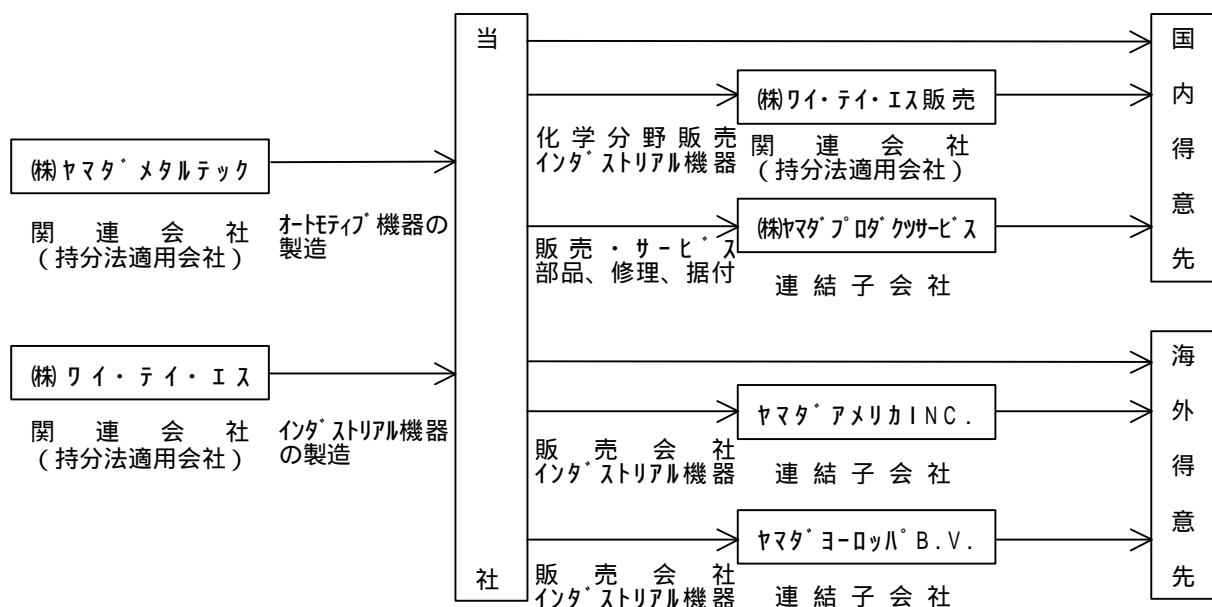 当社
国内得意先
㈱ワイ・テイ・エス販売
化学分野販売
インダストリアル機器
関連会社
(持分法適用会社)
㈱ヤマダメタルテック
関連会社
(持分法適用会社)
オートモティブ機器の
製造
㈱ヤマダプロダクツサービス
販売・サービス
部品、修理、据付
連結子会社
海外得意先
㈱ワイ・テイ・エス
関連会社
(持分法適用会社)
インダストリアル機器
の製造
ヤマダアメリカINC.
販売会社
インダストリアル機器
連結子会社
ヤマダヨーロッパB.V.
販売会社
インダストリアル機器
連結子会社